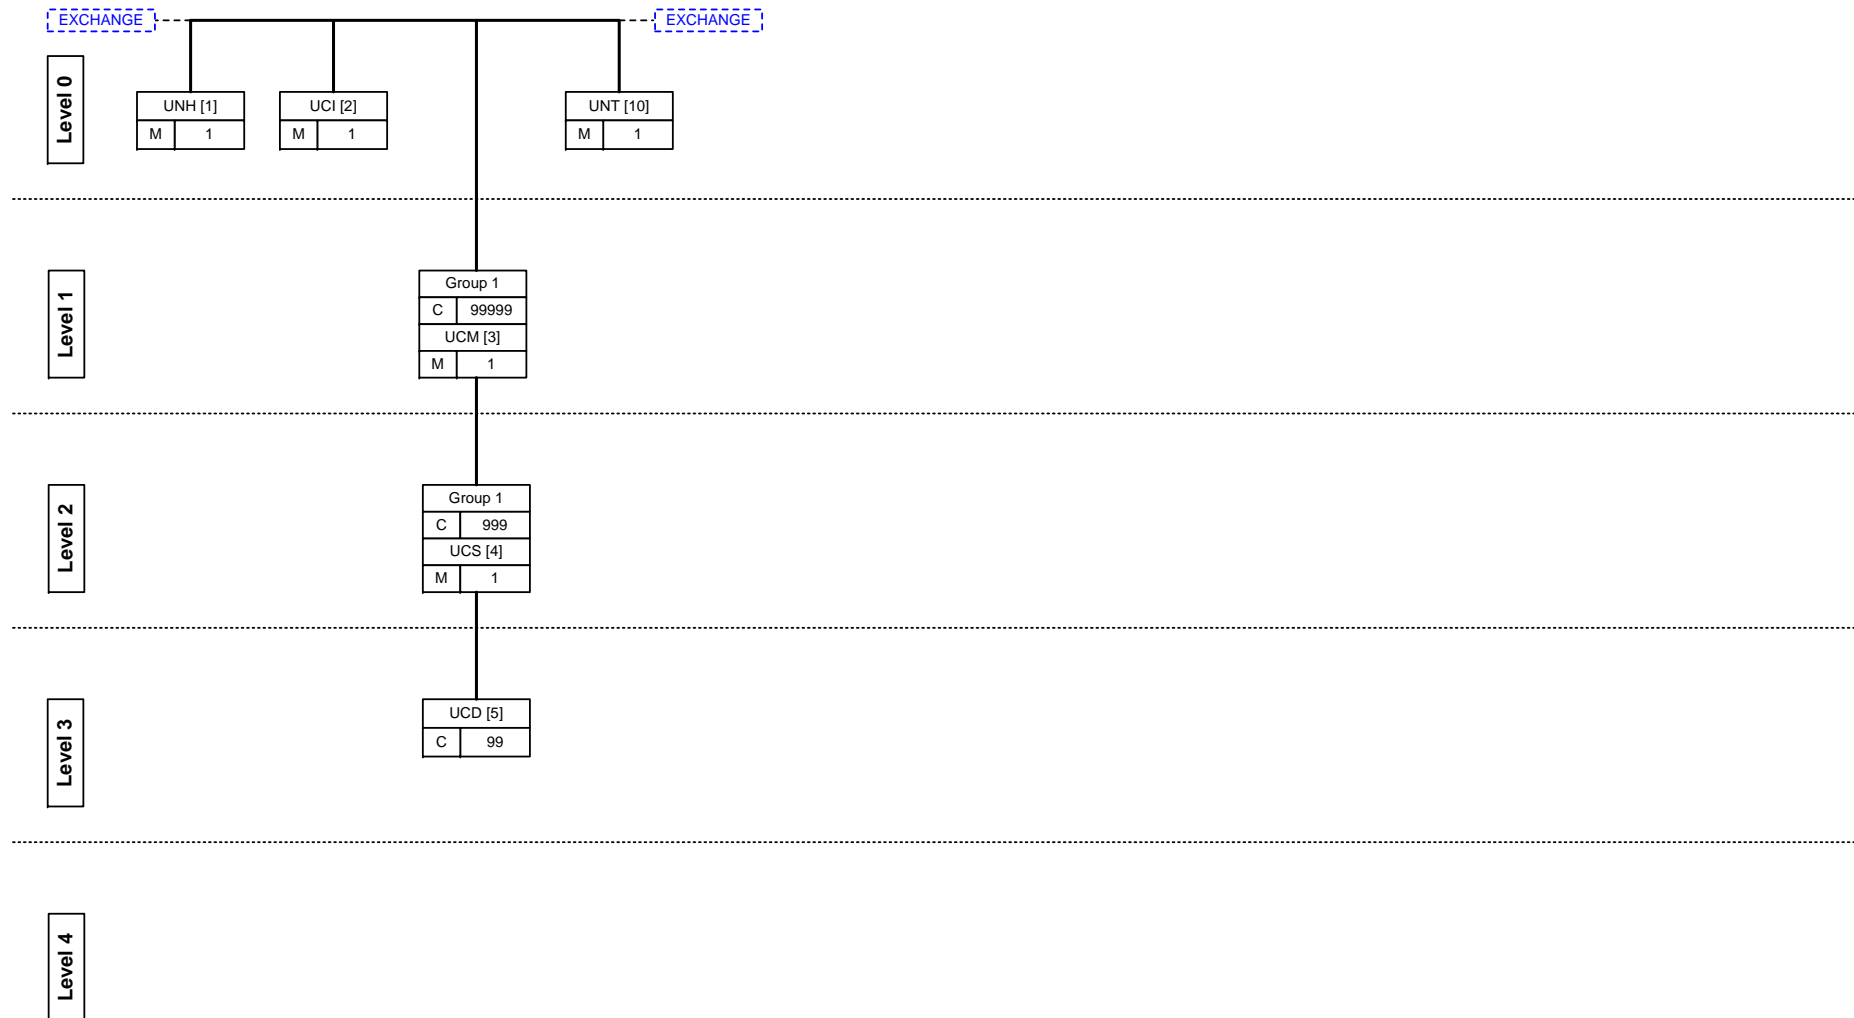 EXCHANGE EXCHANGE
Level 0
UNH [1] UCI [2] UNT [10]
M 1 M 1 M 1
Level 1
Group 1
C 99999
UCM [3]
M 1
Level 2
Group 1
C 999
UCS [4]
M 1
Level 3
UCD [5]
C 99
Level 4